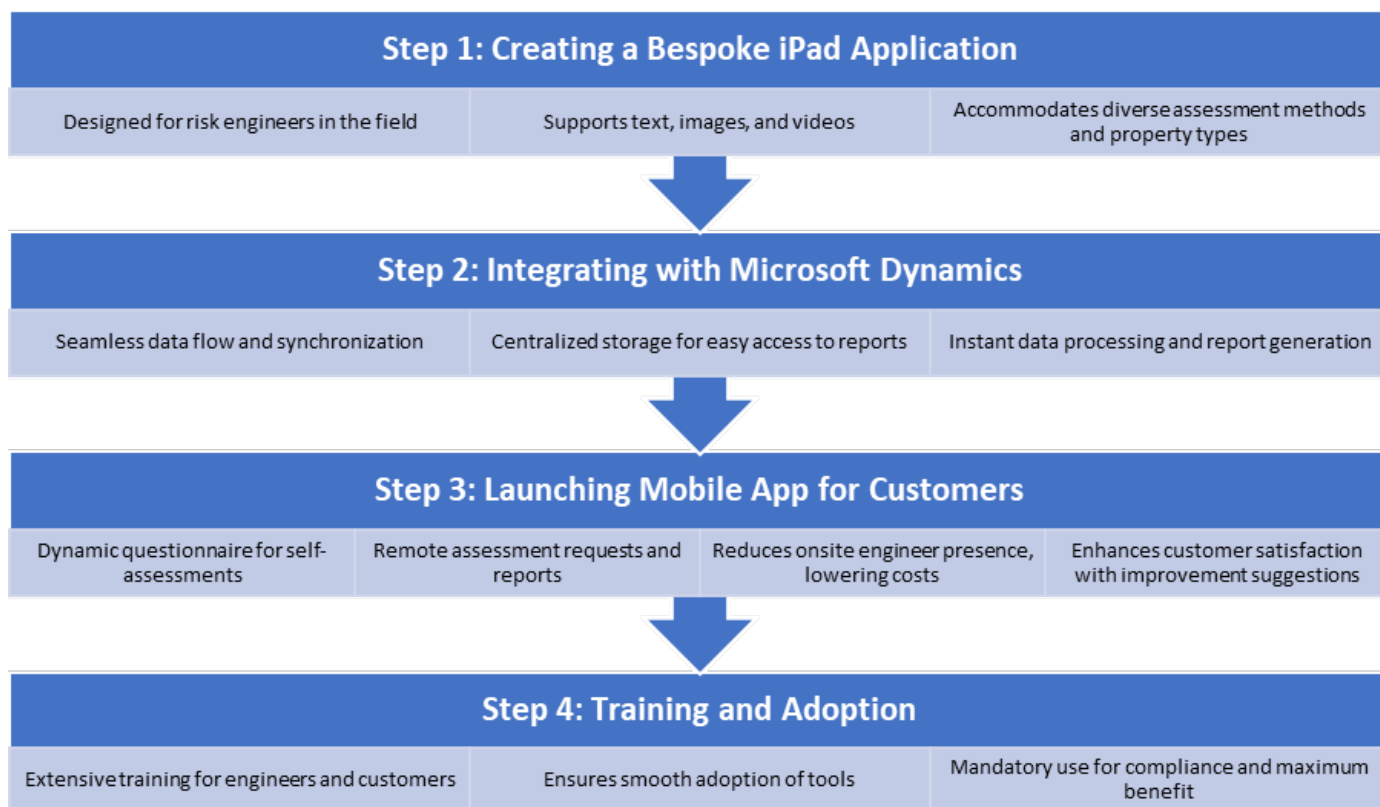 Step 1: Creating a Bespoke iPad Application
Designed for risk engineers in the field
Supports text, images, and videos
Accommodates diverse assessment methods
and property types
Step 2: Integrating with Microsoft Dynamics
Seamless data flow and synchronization
Centralized storage for easy access to reports
Instant data processing and report generation
Step 3: Launching Mobile App for Customers
Dynamic questionnaire for self-
assessments
Remote assessment requests and
reports
Reduces onsite engineer presence,
lowering costs
Enhances customer satisfaction
with improvement suggestions
Step 4: Training and Adoption
Extensive training for engineers and customers
Ensures smooth adoption of tools
Mandatory use for compliance and maximum
benefit